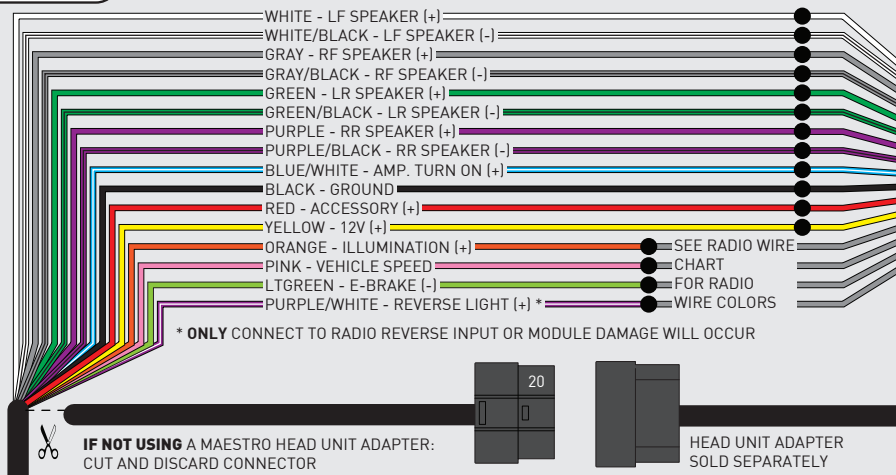 WHITE - LF SPEAKER (+)
WHITE/BLACK - LF SPEAKER (-)
GRAY - RF SPEAKER (+)
GRAY/BLACK - RF SPEAKER (-)
GREEN - LR SPEAKER (+)
GREEN/BLACK - LR SPEAKER (-)
PURPLE - RR SPEAKER (+)
PURPLE/BLACK - RR SPEAKER (-)
BLUE/WHITE - AMP. TURN ON (+)
BLACK - GROUND
RED - ACCESSORY (+)
YELLOW - 12V (+)
ORANGE - ILLUMINATION (+) SEE RADIO WIRE
PINK - VEHICLE SPEED CHART
LTGREEN - E-BRAKE (-) FOR RADIO
PURPLE/WHITE - REVERSE LIGHT (+) * WIRE COLORS
* ONLY CONNECT TO RADIO REVERSE INPUT OR MODULE DAMAGE WILL OCCUR
20
IF NOT USING A MAESTRO HEAD UNIT ADAPTER:
CUT AND DISCARD CONNECTOR
HEAD UNIT ADAPTER
SOLD SEPARATELY